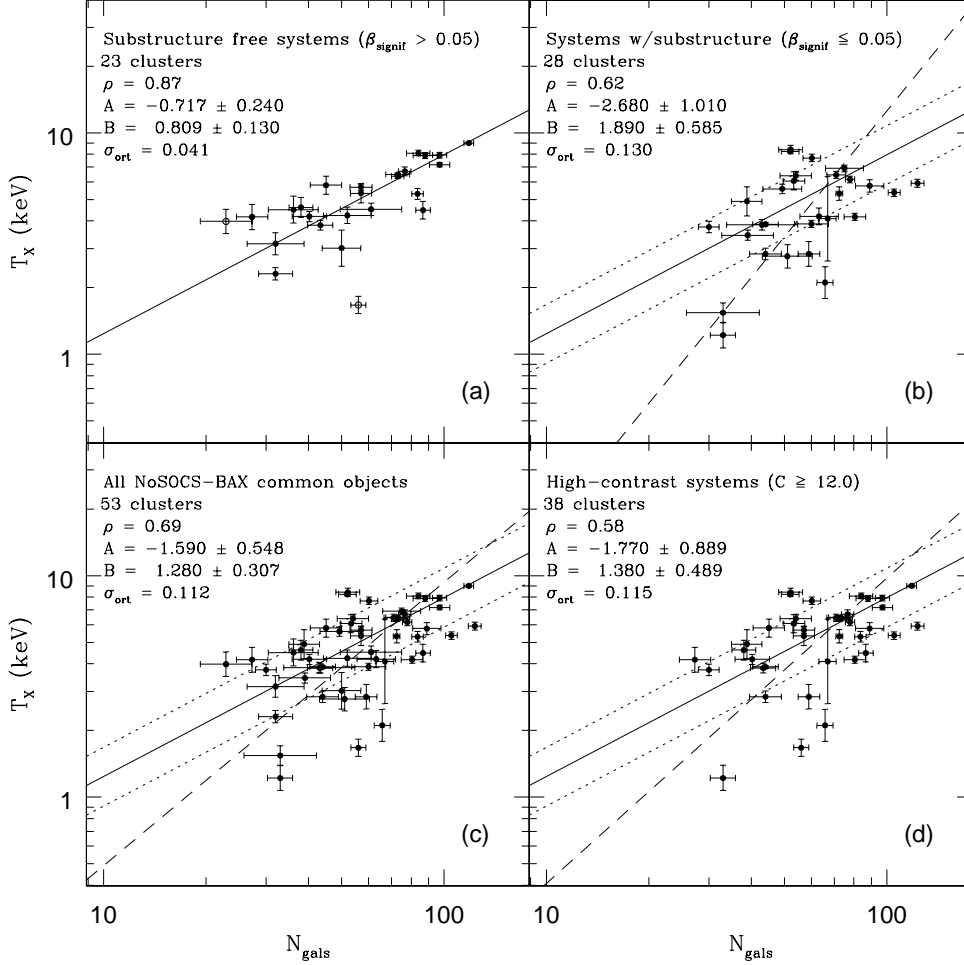 Substructure free systems (β_signif > 0.05)
23 clusters
ρ = 0.87
A = −0.717 ± 0.240
B = 0.809 ± 0.130
σ_ort = 0.041
(a)
Systems w/substructure (β_signif ≦ 0.05)
28 clusters
ρ = 0.62
A = −2.680 ± 1.010
B = 1.890 ± 0.585
σ_ort = 0.130
(b)
10
1
T_X (keV)
All NoSOCS−BAX common objects
53 clusters
ρ = 0.69
A = −1.590 ± 0.548
B = 1.280 ± 0.307
σ_ort = 0.112
(c)
High−contrast systems (C ≧ 12.0)
38 clusters
ρ = 0.58
A = −1.770 ± 0.889
B = 1.380 ± 0.489
σ_ort = 0.115
(d)
10
1
T_X (keV)
10 100
10 100
N_gals
N_gals